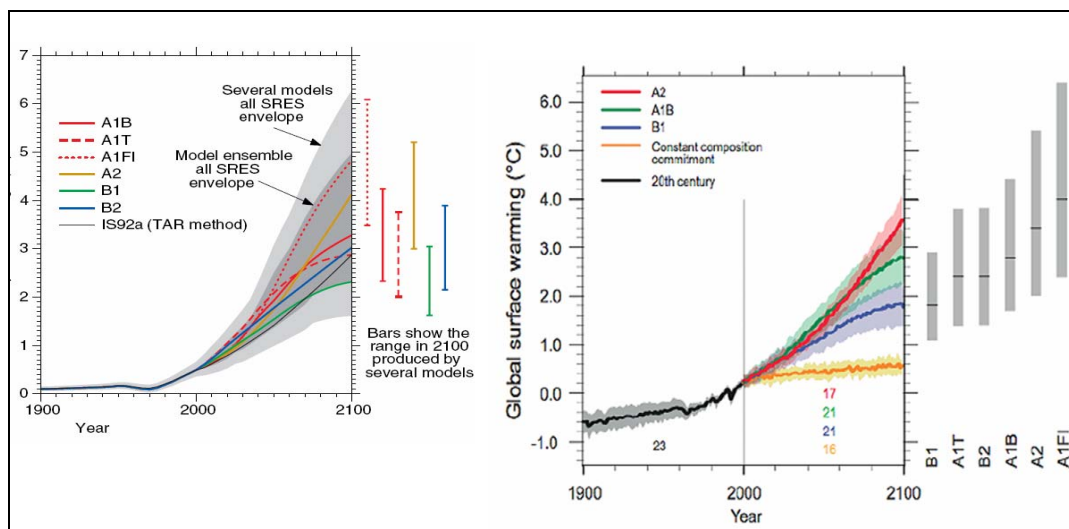 7
6
5
4
3
2
1
0
Several models
all SRES
envelope
Model ensemble
all SRES
envelope
A1B
A1T
A1FI
A2
B1
B2
IS92a (TAR method)
Bars show the
range in 2100
produced by
several models
1900
2000
2100
Year
6.0
5.0
4.0
3.0
2.0
1.0
0.0
-1.0
Global surface warming (°C)
A2
A1B
B1
Constant composition
commitment
20th century
23
17
21
21
16
1900
2000
2100
Year
B1
A1T
B2
A1B
A2
A1FI